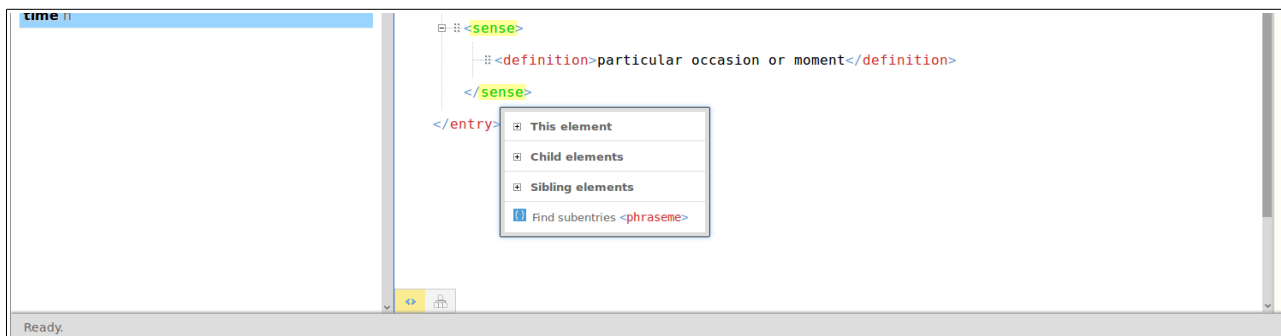 time n
<sense>
<definition>particular occasion or moment</definition>
</sense>
</entry>
This element
Child elements
Sibling elements
Find subentries <phraseme>
Ready.